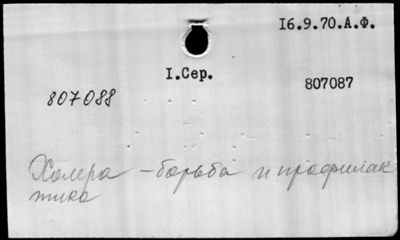 16.9.70.А.Ф.
I.Сер.
807088
807087
Холера - борьба и профилак
тика